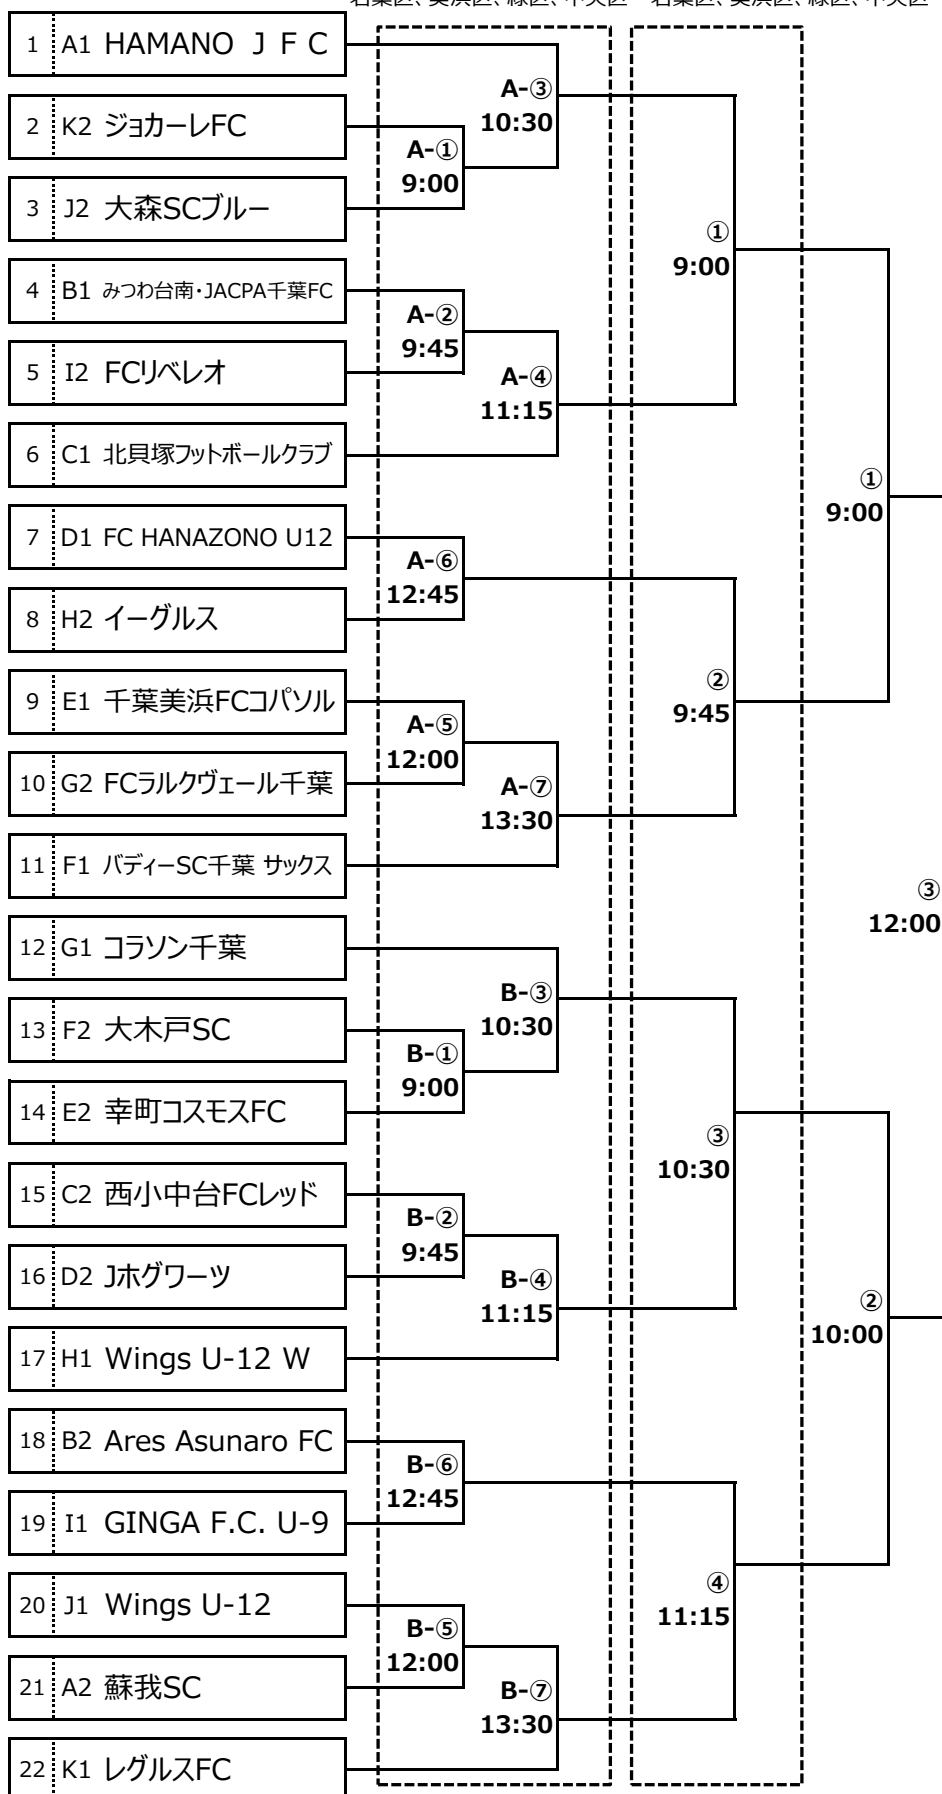 1 A1 HAMANO J F C
2 K2 ジョカーレFC
3 J2 大森SCブルー
4 B1 みつわ台南・JACPA千葉FC
5 I2 FCリベレオ
6 C1 北貝塚フットボールクラブ
7 D1 FC HANAZONO U12
8 H2 イーグルス
9 E1 千葉美浜FCコパソル
10 G2 FCラルクヴェール千葉
11 F1 バディーSC千葉 サックス
12 G1 コラソン千葉
13 F2 大木戸SC
14 E2 幸町コスモスFC
15 C2 西小中台FCレッド
16 D2 Jホグワーツ
17 H1 Wings U-12 W
18 B2 Ares Asunaro FC
19 I1 GINGA F.C. U-9
20 J1 Wings U-12
21 A2 蘇我SC
22 K1 レグルスFC
A-①
9:00
A-②
9:45
A-⑥
12:45
A-⑤
12:00
B-①
9:00
B-②
9:45
B-⑥
12:45
B-⑤
12:00
A-③
10:30
A-④
11:15
A-⑦
13:30
B-③
10:30
B-④
11:15
B-⑦
13:30
①
9:00
②
9:45
③
10:30
④
11:15
①
9:00
②
10:00
③
12:00